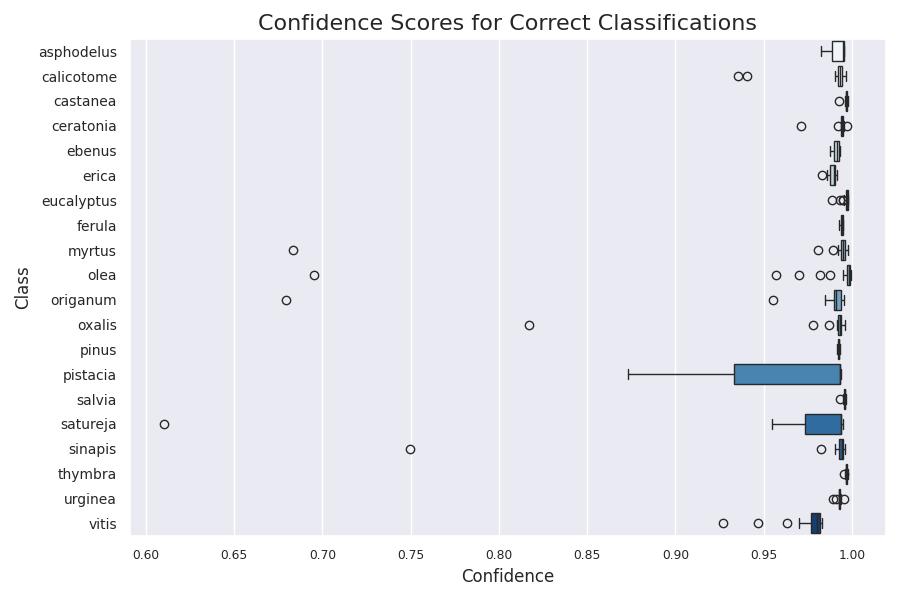 Confidence Scores for Correct Classifications
asphodelus
calicotome
castanea
ceratonia
ebenus
erica
eucalyptus
ferula
myrtus
olea
origanum
oxalis
pinus
pistacia
salvia
satureja
sinapis
thymbra
urginea
vitis
Class
0.60 0.65 0.70 0.75 0.80 0.85 0.90 0.95 1.00
Confidence